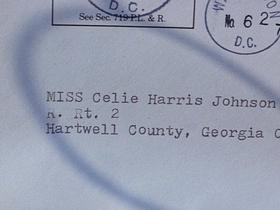 D.C.
See Sec. 719 P.L. & R.
No 62
D.C.
MISS Celie Harris Johnson
R. Rt. 2
Hartwell County, Georgia